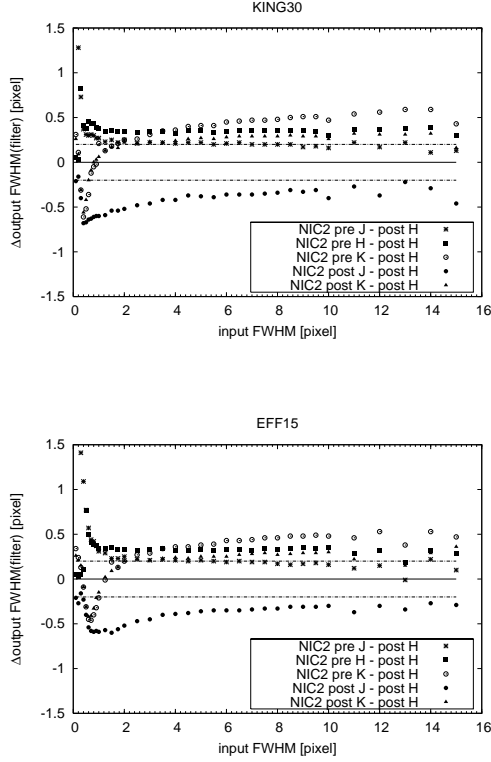 KING30
1.5
1
0.5
0
-0.5
-1
-1.5
Δoutput FWHM(filter) [pixel]
NIC2 pre J - post H
NIC2 pre H - post H
NIC2 pre K - post H
NIC2 post J - post H
NIC2 post K - post H
0 2 4 6 8 10 12 14 16
input FWHM [pixel]
EFF15
1.5
1
0.5
0
-0.5
-1
-1.5
Δoutput FWHM(filter) [pixel]
NIC2 pre J - post H
NIC2 pre H - post H
NIC2 pre K - post H
NIC2 post J - post H
NIC2 post K - post H
0 2 4 6 8 10 12 14 16
input FWHM [pixel]